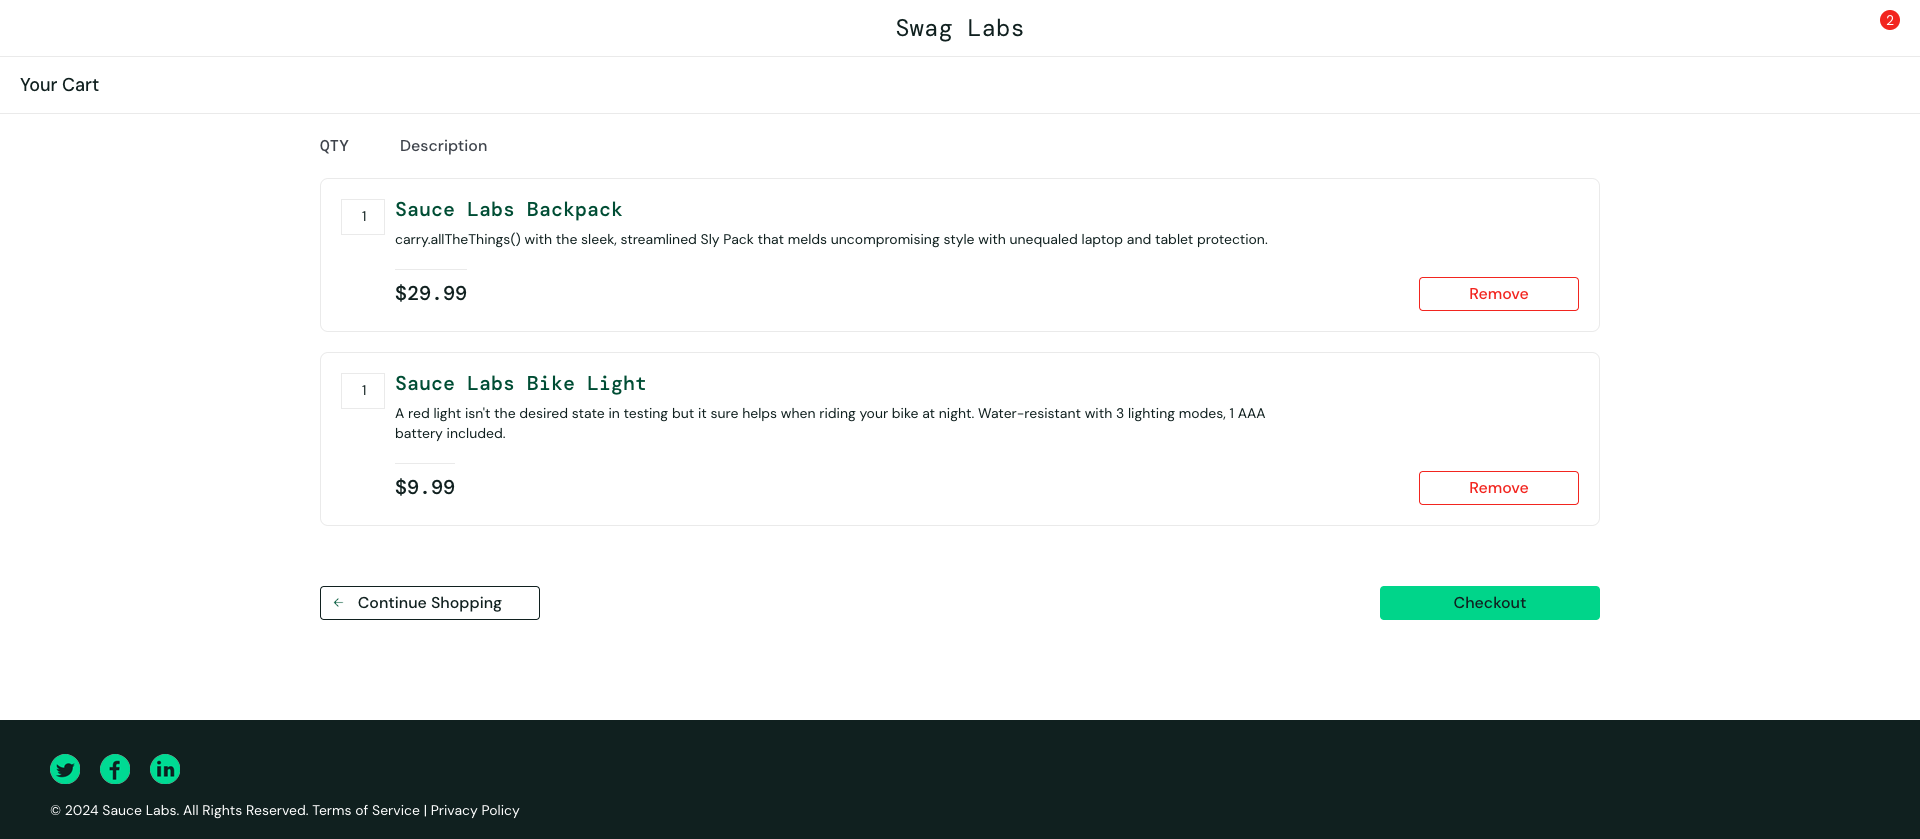 Swag Labs
2
Your Cart
QTY Description
1 Sauce Labs Backpack
carry.allTheThings() with the sleek, streamlined Sly Pack that melds uncompromising style with unequaled laptop and tablet protection.
$29.99 Remove
1 Sauce Labs Bike Light
A red light isn't the desired state in testing but it sure helps when riding your bike at night. Water-resistant with 3 lighting modes, 1 AAA
battery included.
$9.99 Remove
Continue Shopping Checkout
© 2024 Sauce Labs. All Rights Reserved. Terms of Service | Privacy Policy